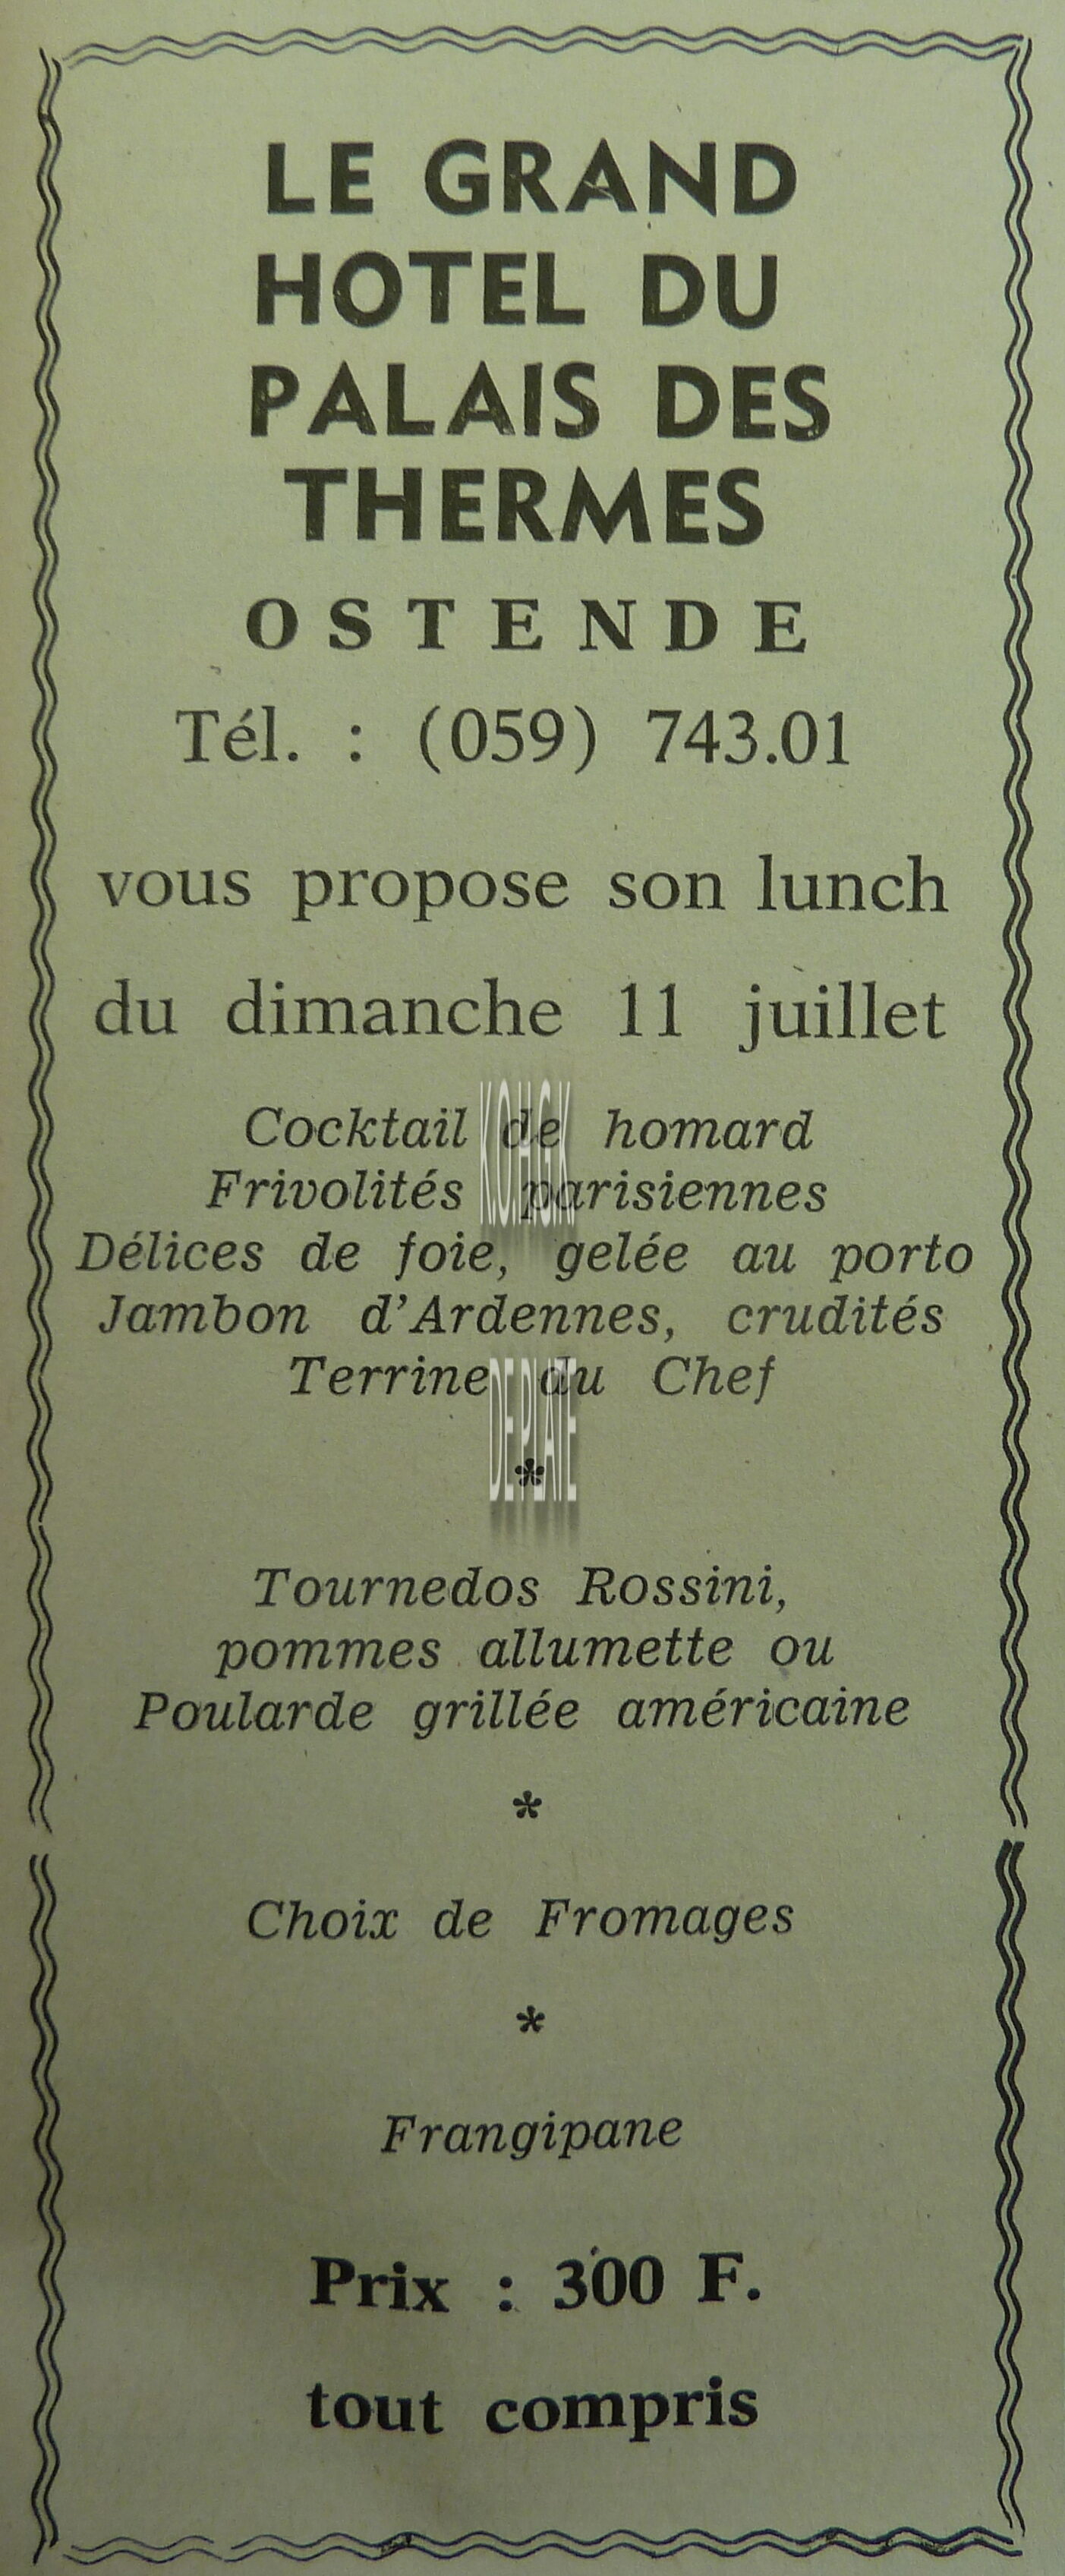 LE GRAND
HOTEL DU
PALAIS DES
THERMES
OSTENDE
Tél. : (059) 743.01
vous propose son lunch
du dimanche 11 juillet
Cocktail de homard
Frivolités parisiennes
K.O.H.G.K
Délices de foie, gelée au porto
Jambon d'Ardennes, crudités
Terrine du Chef
DE PLATE
*
Tournedos Rossini,
pommes allumette ou
Poularde grillée américaine
*
Choix de Fromages
*
Frangipane
Prix : 300 F.
tout compris